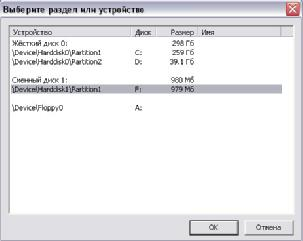 Выберите раздел или устройство
Устройство Диск Размер Имя
Жёсткий диск 0: 298 Гб
\Device\Harddisk0\Partition1 C: 259 Гб
\Device\Harddisk0\Partition2 D: 39.1 Гб
Сменный диск 1: 980 Мб
\Device\Harddisk1\Partition1 F: 979 Мб
\Device\Floppy0 A:
OK Отмена